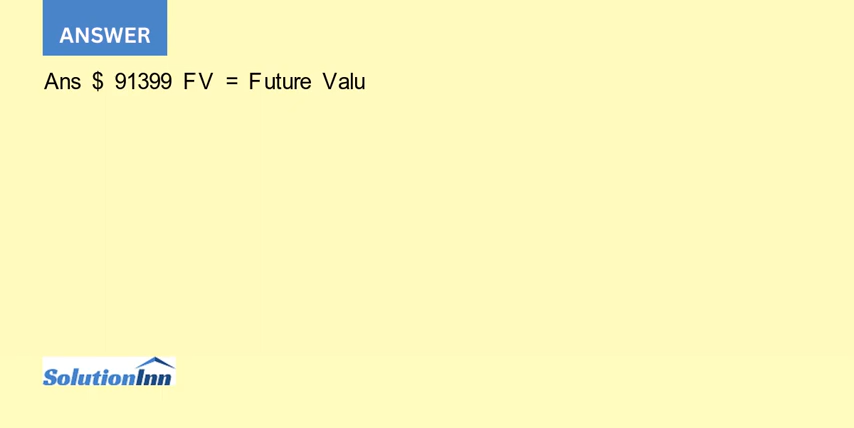 ANSWER
Ans $ 91399 FV = Future Valu
SolutionInn